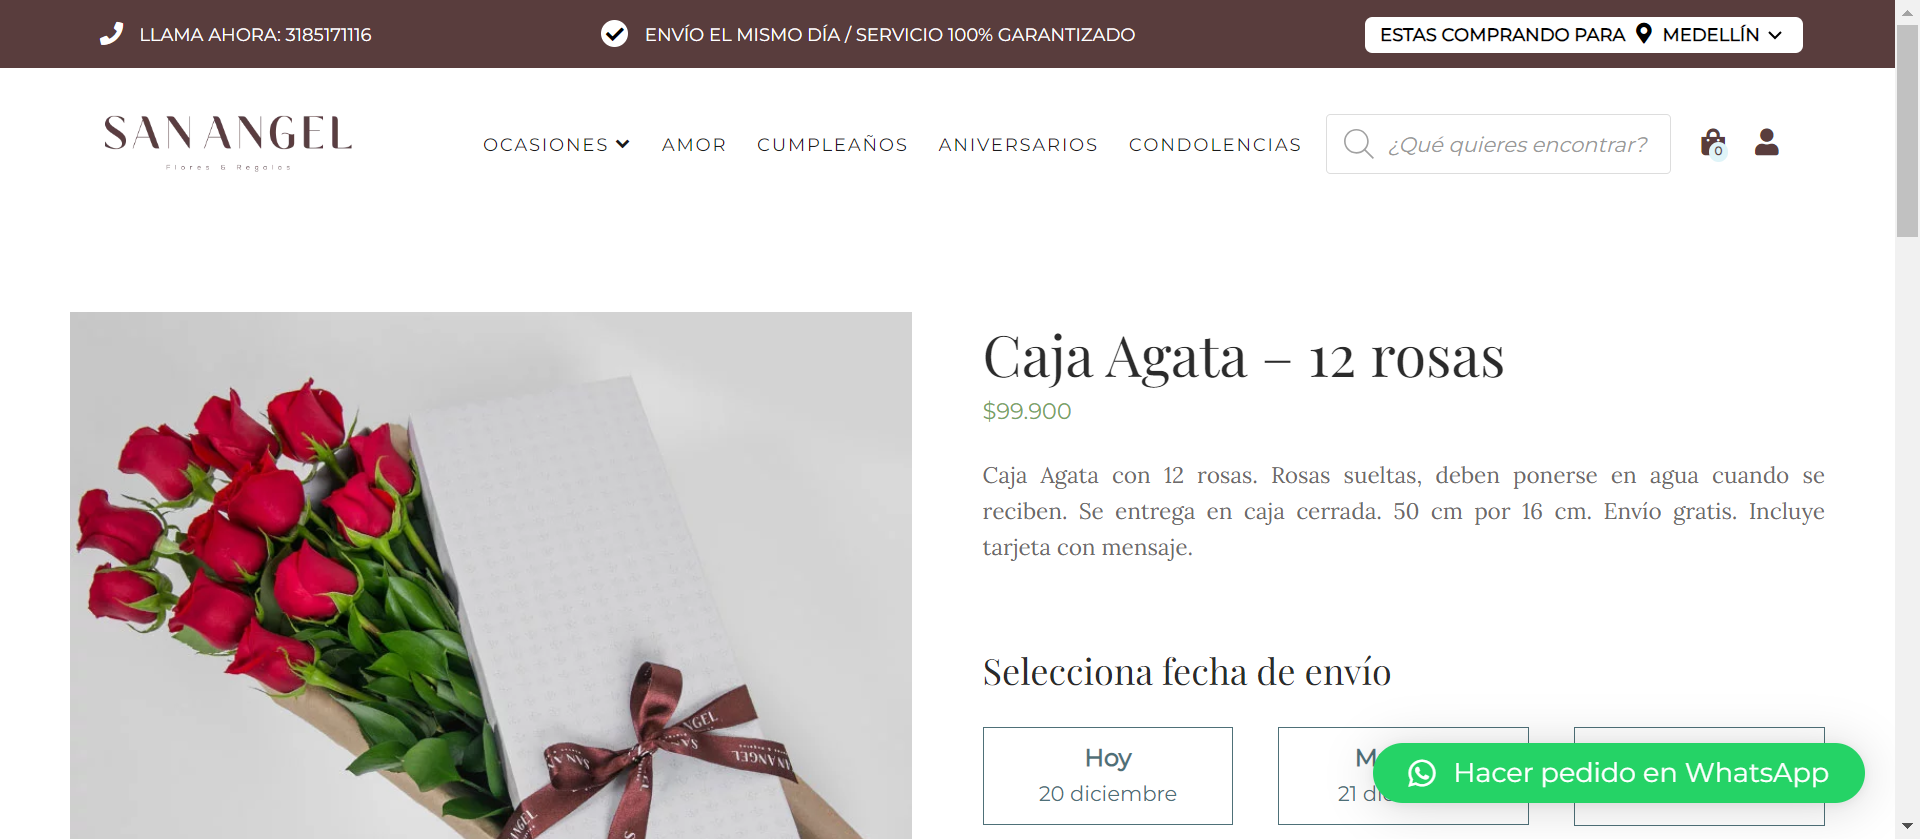 LLAMA AHORA: 3185171116
ENVÍO EL MISMO DÍA / SERVICIO 100% GARANTIZADO
ESTAS COMPRANDO PARA MEDELLÍN
SAN ANGEL
Flores & Regalos
OCASIONES
AMOR
CUMPLEAÑOS
ANIVERSARIOS
CONDOLENCIAS
¿Qué quieres encontrar?
0
Caja Agata – 12 rosas
$99.900
Caja Agata con 12 rosas. Rosas sueltas, deben ponerse en agua cuando se
reciben. Se entrega en caja cerrada. 50 cm por 16 cm. Envío gratis. Incluye
tarjeta con mensaje.
Selecciona fecha de envío
Hoy
20 diciembre
21
Hacer pedido en WhatsApp
SAN ANGEL